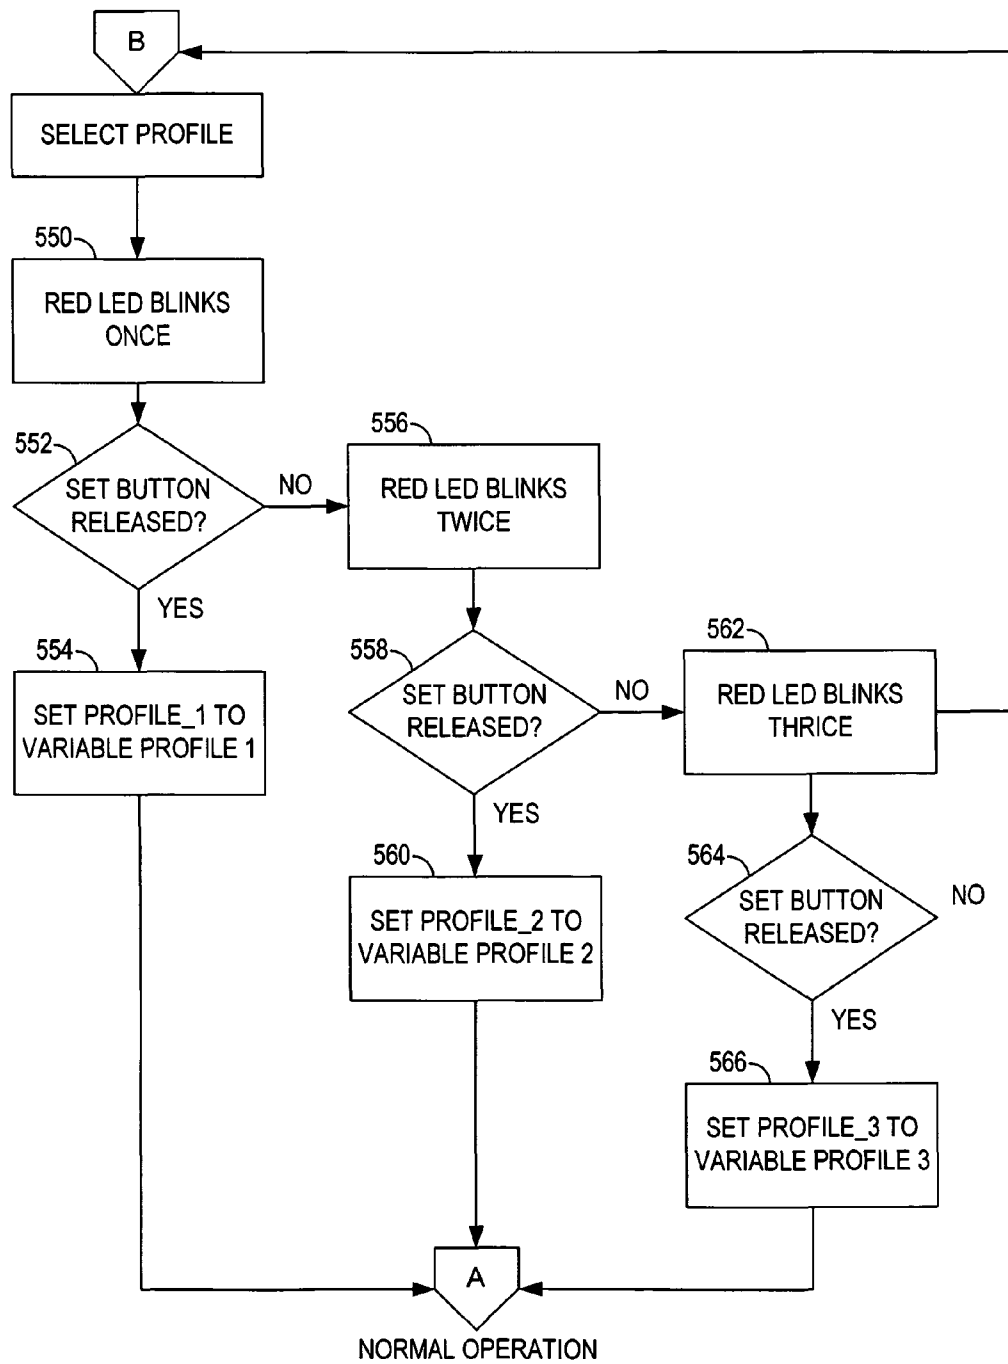 B
SELECT PROFILE
550
RED LED BLINKS
ONCE
552
SET BUTTON
RELEASED?
NO
YES
554
SET PROFILE_1 TO
VARIABLE PROFILE 1
556
RED LED BLINKS
TWICE
558
SET BUTTON
RELEASED?
NO
YES
560
SET PROFILE_2 TO
VARIABLE PROFILE 2
562
RED LED BLINKS
THRICE
564
SET BUTTON
RELEASED?
NO
YES
566
SET PROFILE_3 TO
VARIABLE PROFILE 3
A
NORMAL OPERATION